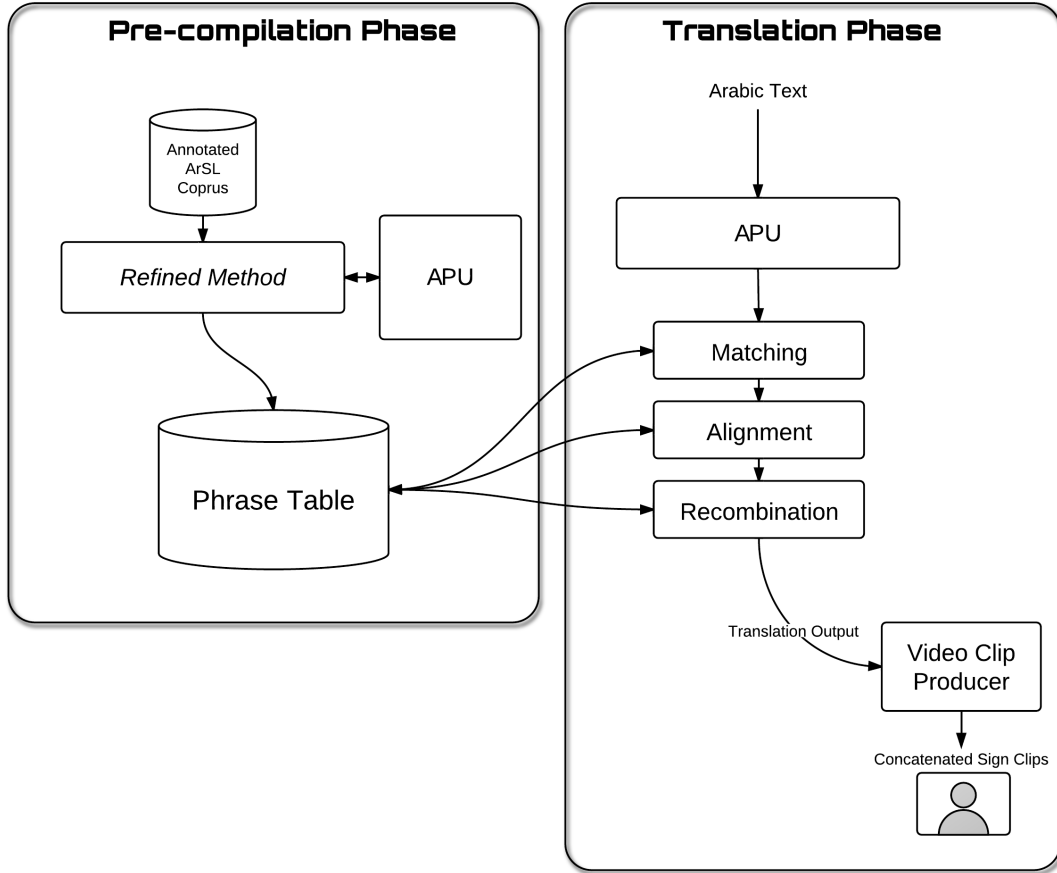 Pre-compilation Phase
Annotated
ArSL
Coprus
Refined Method
APU
Phrase Table
Translation Phase
Arabic Text
APU
Matching
Alignment
Recombination
Translation Output
Video Clip
Producer
Concatenated Sign Clips